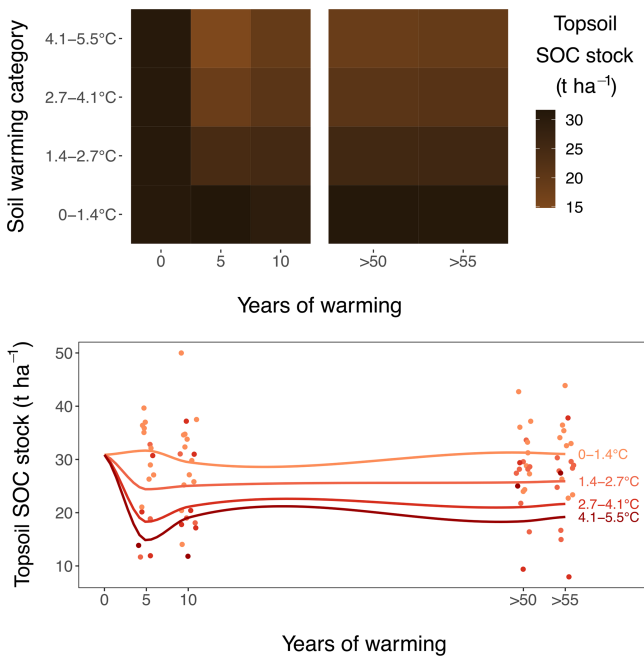 Topsoil
SOC stock
(t ha⁻¹)
30
25
20
15
Soil warming category
4.1–5.5°C
2.7–4.1°C
1.4–2.7°C
0–1.4°C
0 5 10 >50 >55
Years of warming
Topsoil SOC stock (t ha⁻¹)
50
40
30
20
10
0–1.4°C
1.4–2.7°C
2.7–4.1°C
4.1–5.5°C
0 5 10 >50 >55
Years of warming